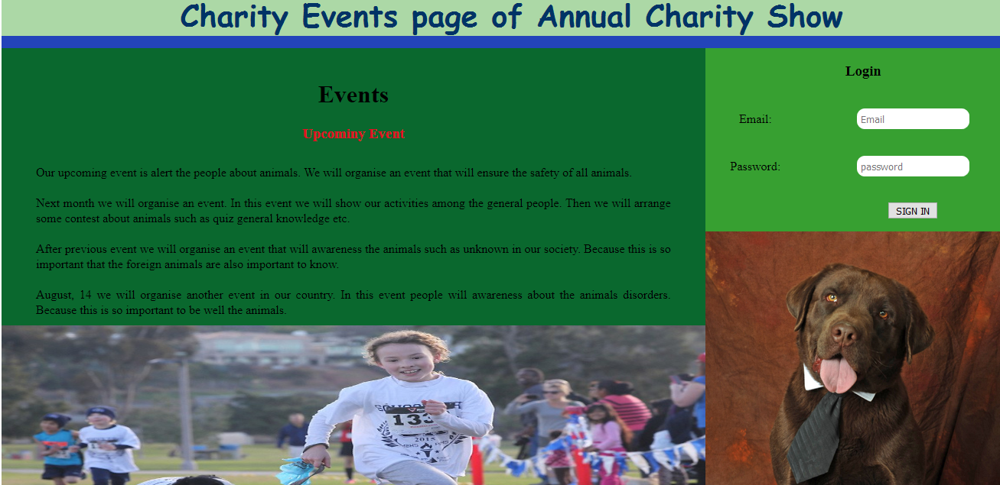 Charity Events page of Annual Charity Show
Events
Upcominy Event
Our upcoming event is alert the people about animals. We will organise an event that will ensure the safety of all animals.
Next month we will organise an event. In this event we will show our activities among the general people. Then we will arrange
some contest about animals such as quiz general knowledge etc.
After previous event we will organise an event that will awareness the animals such as unknown in our society. Because this is so
important that the foreign animals are also important to know.
August, 14 we will organise another event in our country. In this event people will awareness about the animals disorders.
Because this is so important to be well the animals.
Login
Email:
Email
Password:
password
SIGN IN
133
2015